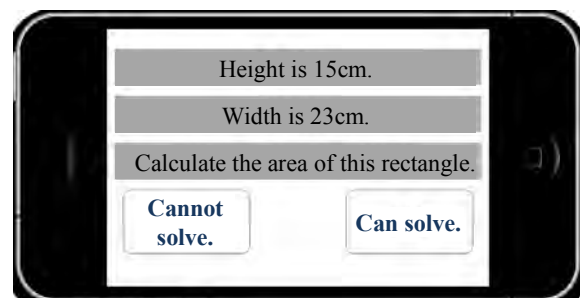 Height is 15cm.
Width is 23cm.
Calculate the area of this rectangle.
Cannot
solve.
Can solve.